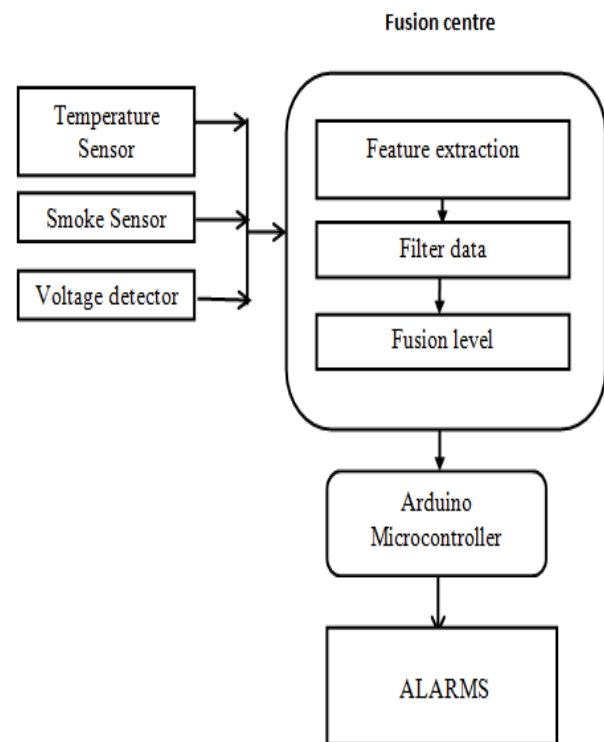 Fusion centre
Temperature
Sensor
Smoke Sensor
Voltage detector
Feature extraction
Filter data
Fusion level
Arduino
Microcontroller
ALARMS